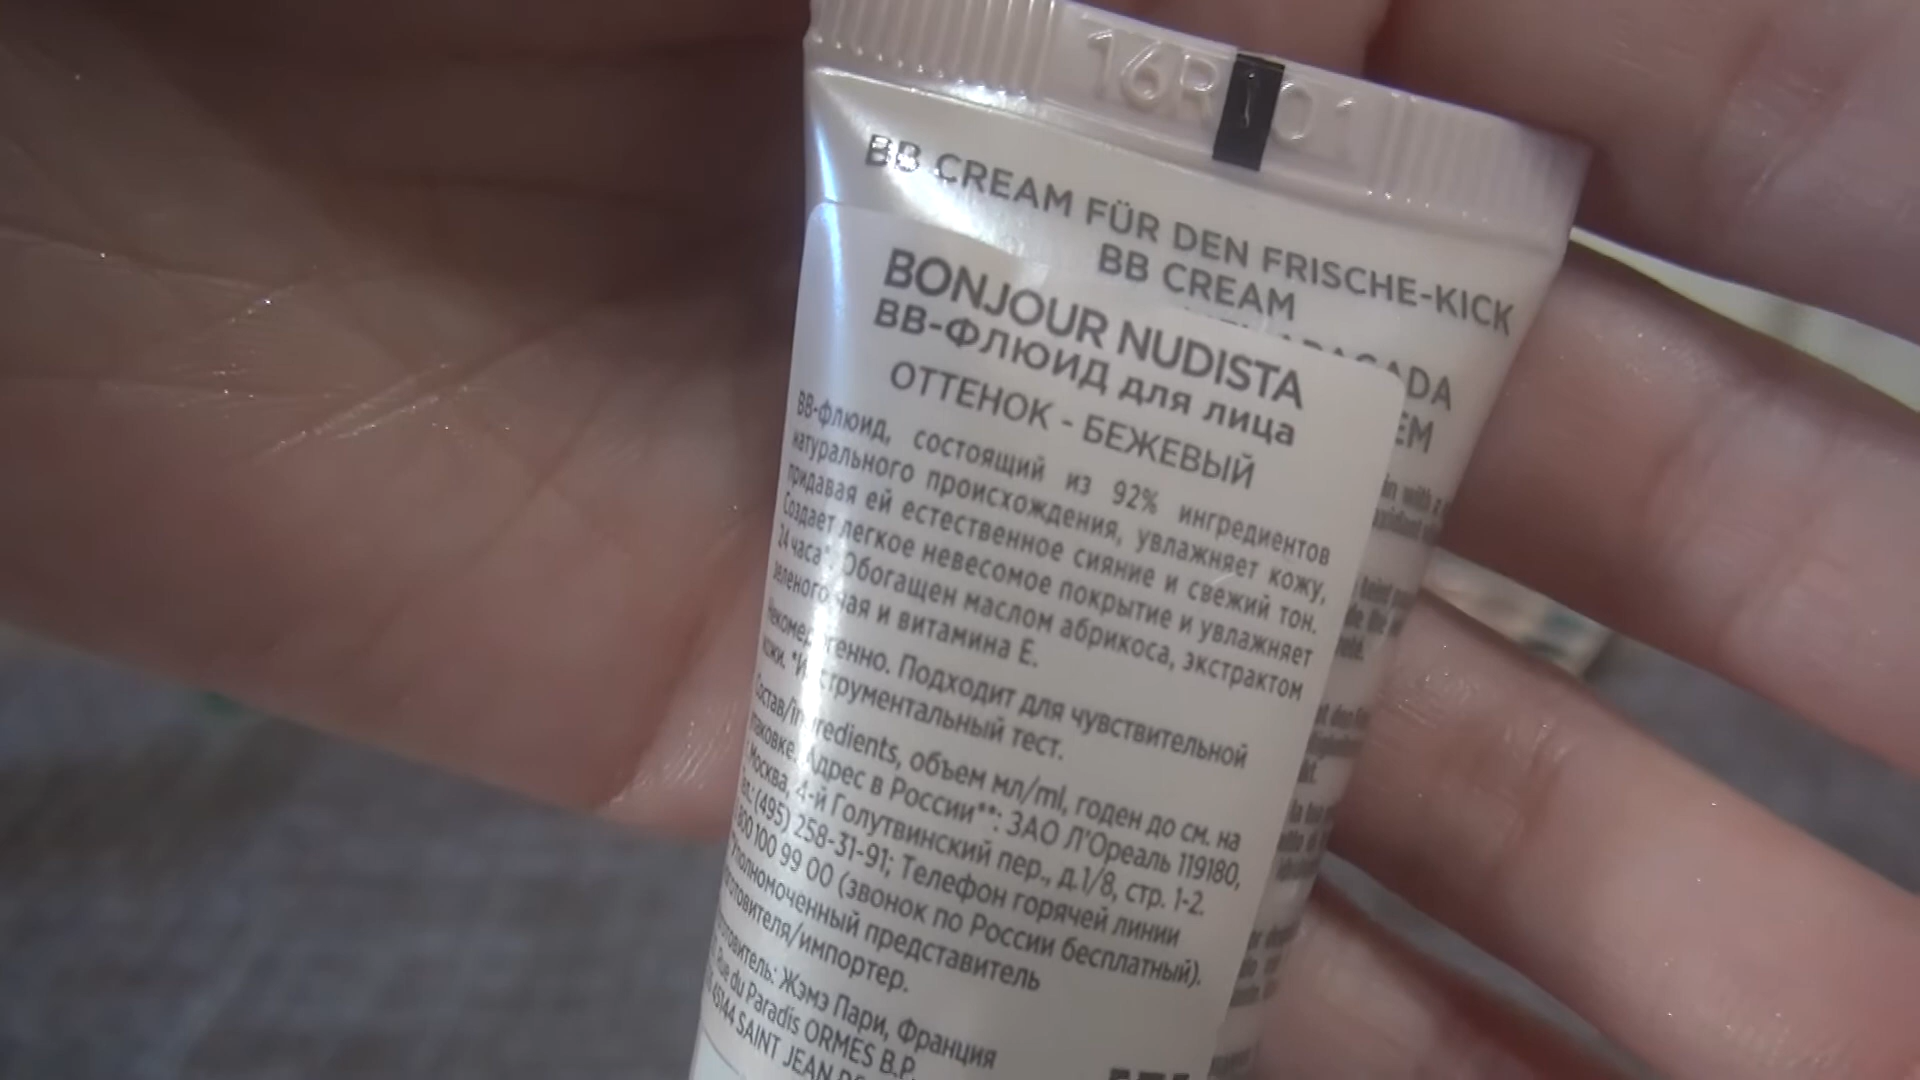 16R 01
BB CREAM FÜR DEN FRISCHE-KICK
BB CREAM
ADA
EM
BONJOUR NUDISTA
BB-ФЛЮИД для лица
ОТТЕНОК - БЕЖЕВЫЙ
BB-флюид, состоящий из 92% ингредиентов
натурального происхождения, увлажняет кожу,
придавая ей естественное сияние и свежий тон.
Создает легкое невесомое покрытие и увлажняет
24 часа*. Обогащен маслом абрикоса, экстрактом
зеленого чая и витамина Е.
Некомедогенно. Подходит для чувствительной
кожи. *Инструментальный тест.
Состав/ingredients, объем мл/ml, годен до см. на
упаковке. Адрес в России**: ЗАО Л'Ореаль 119180,
Москва, 4-й Голутвинский пер., д.1/8, стр. 1-2.
(495) 258-31-91; Телефон горячей линии
800 100 99 00 (звонок по России бесплатный).
представитель
изготовителя/импортер.
Изготовитель: Жэмэ Пари, Франция
Rue du Paradis ORMES B.P.
45144 SAINT JEAN